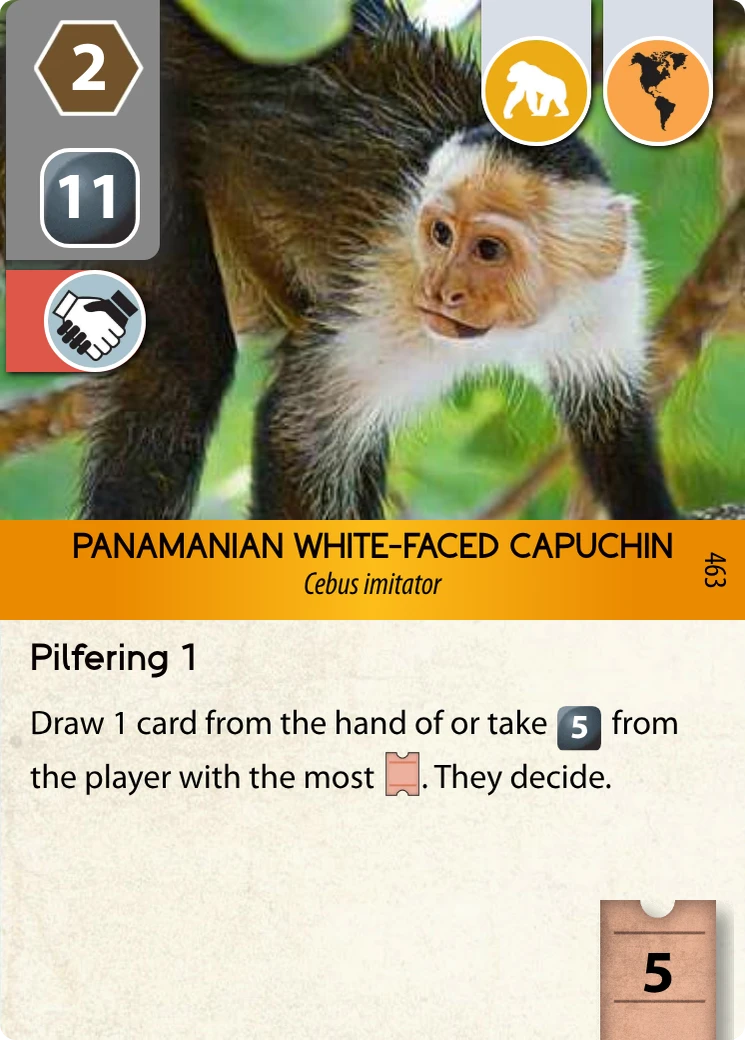 2
11
PANAMANIAN WHITE-FACED CAPUCHIN
Cebus imitator
463
Pilfering 1
Draw 1 card from the hand of or take 5 from
the player with the most . They decide.
5